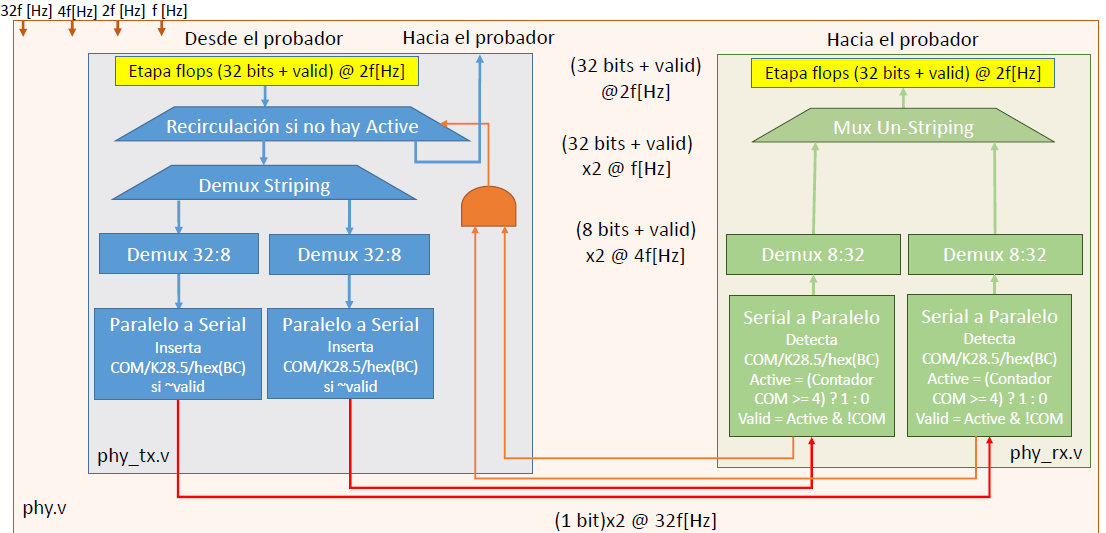 32f [Hz] 4f[Hz] 2f [Hz] f [Hz]
Desde el probador
Hacia el probador
Hacia el probador
Etapa flops (32 bits + valid) @ 2f[Hz]
(32 bits + valid)
@2f[Hz]
Etapa flops (32 bits + valid) @ 2f[Hz]
Recirculación si no hay Active
Mux Un-Striping
(32 bits + valid)
x2 @ f[Hz]
Demux Striping
(8 bits + valid)
x2 @ 4f[Hz]
Demux 32:8
Demux 32:8
Demux 8:32
Demux 8:32
Paralelo a Serial
Inserta
COM/K28.5/hex(BC)
si ~valid
Paralelo a Serial
Inserta
COM/K28.5/hex(BC)
si ~valid
Serial a Paralelo
Detecta
COM/K28.5/hex(BC)
Active = (Contador
COM >= 4) ? 1 : 0
Valid = Active & !COM
Serial a Paralelo
Detecta
COM/K28.5/hex(BC)
Active = (Contador
COM >= 4) ? 1 : 0
Valid = Active & !COM
phy_tx.v
phy_rx.v
phy.v
(1 bit)x2 @ 32f[Hz]